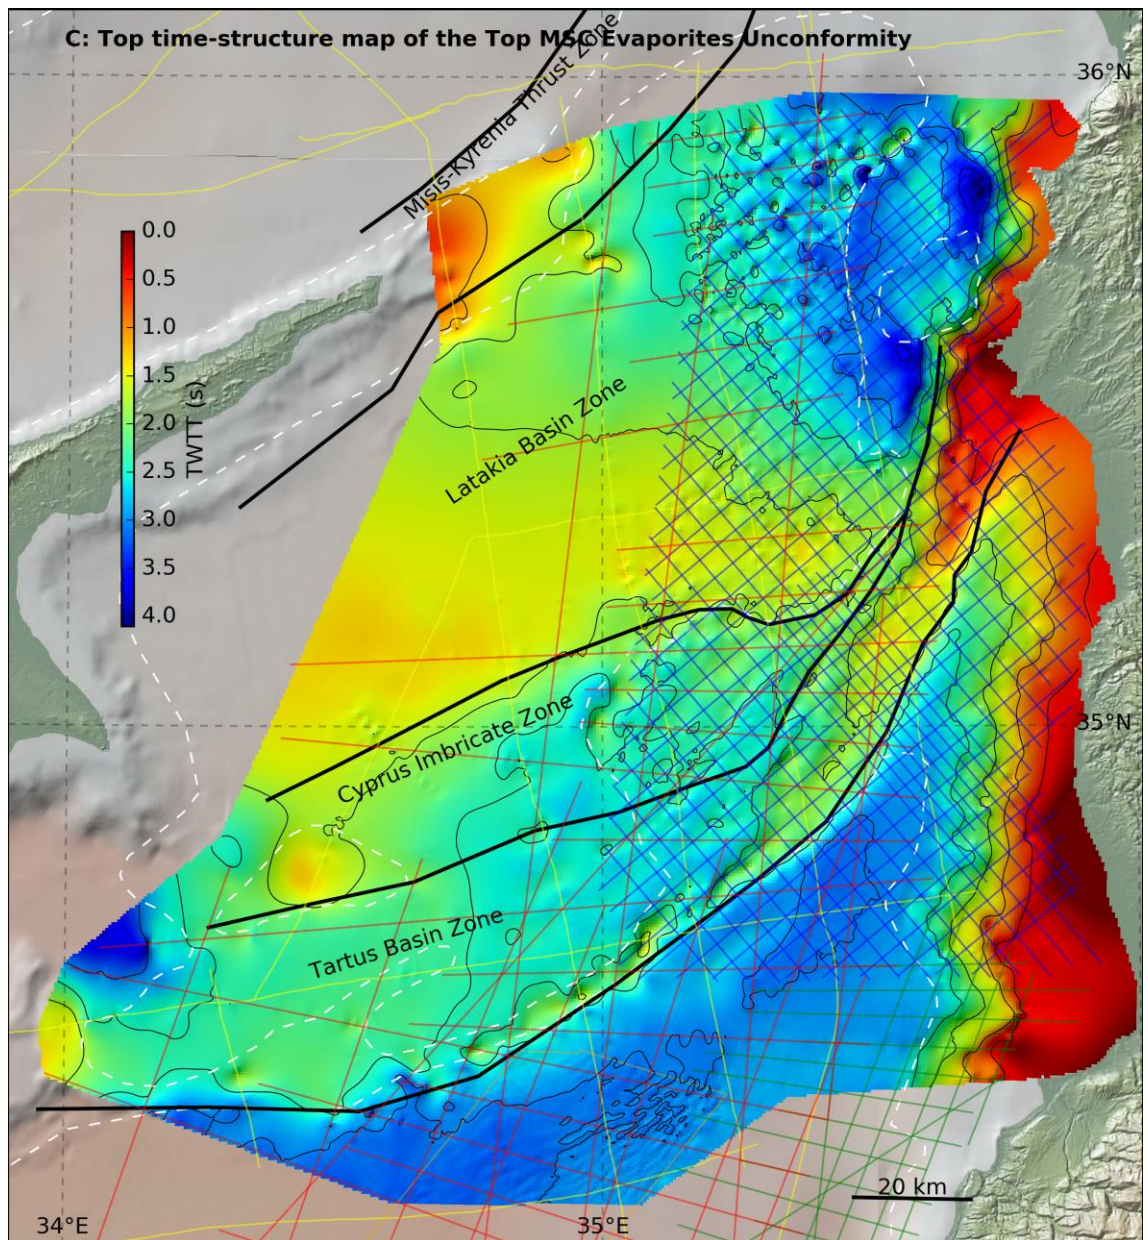 C: Top time-structure map of the Top MSC Evaporites Unconformity
36°N
Misis-Kyrenia Thrust Zone
0.0
0.5
1.0
1.5
2.0
2.5
3.0
3.5
4.0
TWTT (s)
Latakia Basin Zone
35°N
Cyprus Imbricate Zone
Tartus Basin Zone
20 km
34°E
35°E